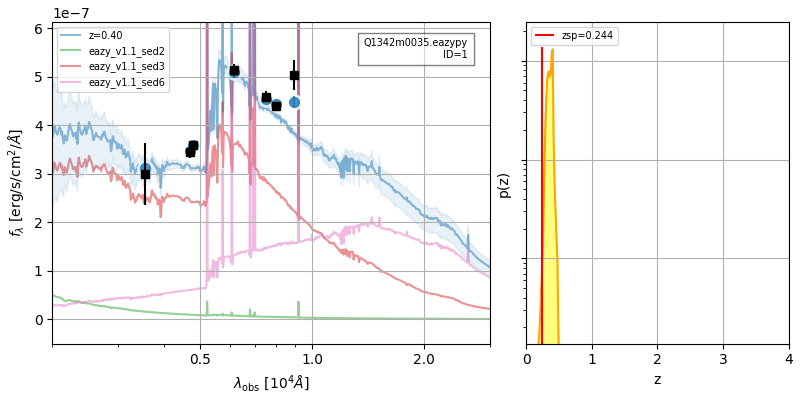 1e−7
6
5
4
3
2
1
0
f_λ [erg/s/cm²/Å]
z=0.40
eazy_v1.1_sed2
eazy_v1.1_sed3
eazy_v1.1_sed6
Q1342m0035.eazypy
ID=1
0.5 1.0 2.0
λ_obs [10⁴Å]
p(z)
zsp=0.244
0 1 2 3 4
z